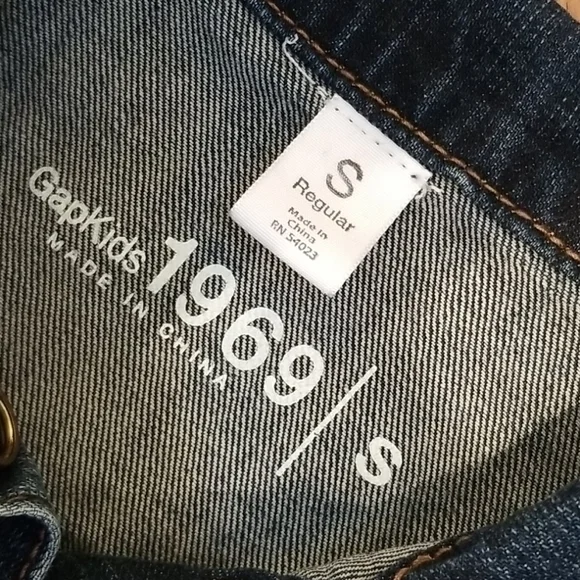 S
Regular
Made in
China
RN 54023
GapKids
MADE IN CHINA
1969/S